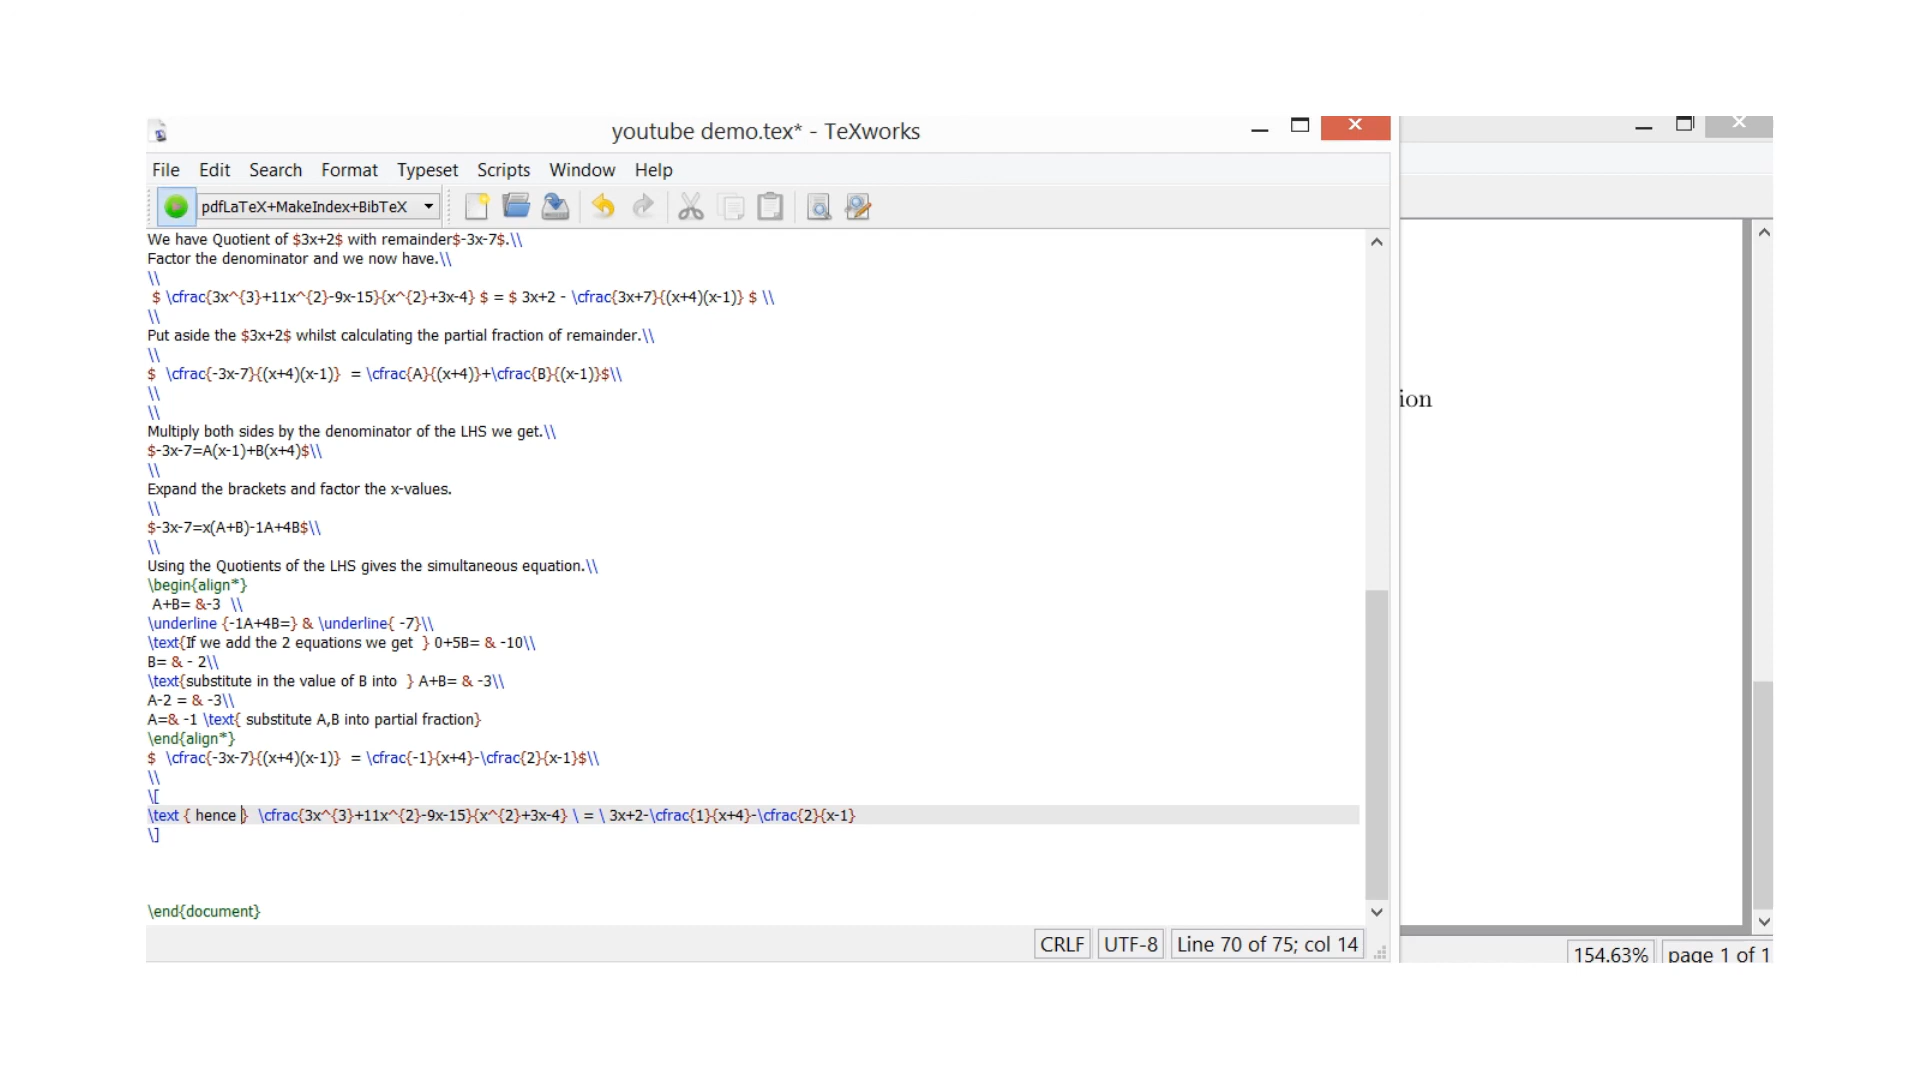 youtube demo.tex* - TeXworks
File Edit Search Format Typeset Scripts Window Help
pdfLaTeX+MakeIndex+BibTeX
We have Quotient of $3x+2$ with remainder$-3x-7$.\\
Factor the denominator and we now have.\\
\\
$ \cfrac{3x^{3}+11x^{2}-9x-15}{x^{2}+3x-4} $ = $ 3x+2 - \cfrac{3x+7}{(x+4)(x-1)} $ \\
\\
Put aside the $3x+2$ whilst calculating the partial fraction of remainder.\\
\\
$  \cfrac{-3x-7}{(x+4)(x-1)}  = \cfrac{A}{(x+4)}+\cfrac{B}{(x-1)}$\\
\\
\\
Multiply both sides by the denominator of the LHS we get.\\
$-3x-7=A(x-1)+B(x+4)$\\
\\
Expand the brackets and factor the x-values.
\\
$-3x-7=x(A+B)-1A+4B$\\
\\
Using the Quotients of the LHS gives the simultaneous equation.\\
\begin{align*}
A+B= &-3  \\
\underline {-1A+4B=} & \underline{ -7}\\
\text{If we add the 2 equations we get  } 0+5B= & -10\\
B= & - 2\\
\text{substitute in the value of B into  } A+B= & -3\\
A-2 = & -3\\
A=& -1 \text{ substitute A,B into partial fraction}
\end{align*}
$  \cfrac{-3x-7}{(x+4)(x-1)}  = \cfrac{-1}{x+4}-\cfrac{2}{x-1}$\\
\\
\[
\text { hence }  \cfrac{3x^{3}+11x^{2}-9x-15}{x^{2}+3x-4} \ = \ 3x+2-\cfrac{1}{x+4}-\cfrac{2}{x-1}
\]
\end{document}
CRLF UTF-8 Line 70 of 75; col 14
ion
154.63% page 1 of 1